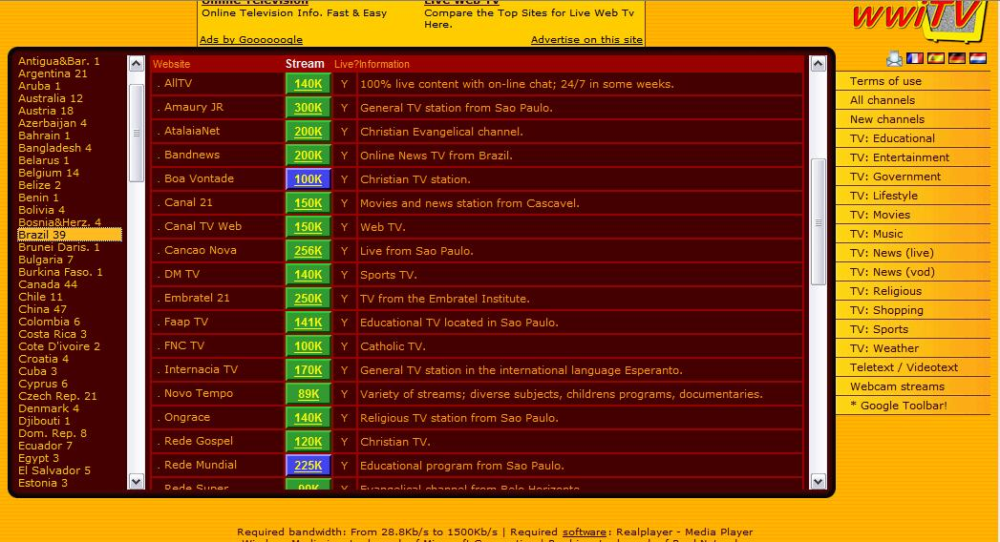 Online Television
Live Web TV
Online Television Info. Fast & Easy
Compare the Top Sites for Live Web Tv
Here.
Ads by Goooooogle
Advertise on this site
wwiTV
Antigua&Bar. 1
Argentina 21
Aruba 1
Australia 12
Austria 18
Azerbaijan 4
Bahrain 1
Bangladesh 4
Belarus 1
Belgium 14
Belize 2
Benin 1
Bolivia 4
Bosnia&Herz. 4
Brazil 39
Brunei Daris. 1
Bulgaria 7
Burkina Faso. 1
Canada 44
Chile 11
China 47
Colombia 6
Costa Rica 3
Cote D'ivoire 2
Croatia 4
Cuba 3
Cyprus 6
Czech Rep. 21
Denmark 4
Djibouti 1
Dom. Rep. 8
Ecuador 7
Egypt 3
El Salvador 5
Estonia 3
Website Stream Live? Information
. AllTV 140K Y 100% live content with on-line chat; 24/7 in some weeks.
. Amaury JR 300K Y General TV station from Sao Paulo.
. AtalaiaNet 200K Y Christian Evangelical channel.
. Bandnews 200K Y Online News TV from Brazil.
. Boa Vontade 100K Y Christian TV station.
. Canal 21 150K Y Movies and news station from Cascavel.
. Canal TV Web 150K Y Web TV.
. Cancao Nova 256K Y Live from Sao Paulo.
. DM TV 140K Y Sports TV.
. Embratel 21 250K Y TV from the Embratel Institute.
. Faap TV 141K Y Educational TV located in Sao Paulo.
. FNC TV 100K Y Catholic TV.
. Internacia TV 170K Y General TV station in the international language Esperanto.
. Novo Tempo 89K Y Variety of streams; diverse subjects, childrens programs, documentaries.
. Ongrace 140K Y Religious TV station from Sao Paulo.
. Rede Gospel 120K Y Christian TV.
. Rede Mundial 225K Y Educational program from Sao Paulo.
. Rede Super 90K Y Evangelical channel from Belo Horizonte.
Terms of use
All channels
New channels
TV: Educational
TV: Entertainment
TV: Government
TV: Lifestyle
TV: Movies
TV: Music
TV: News (live)
TV: News (vod)
TV: Religious
TV: Shopping
TV: Sports
TV: Weather
Teletext / Videotext
Webcam streams
* Google Toolbar!
Required bandwidth: From 28.8Kb/s to 1500Kb/s | Required software: Realplayer - Media Player